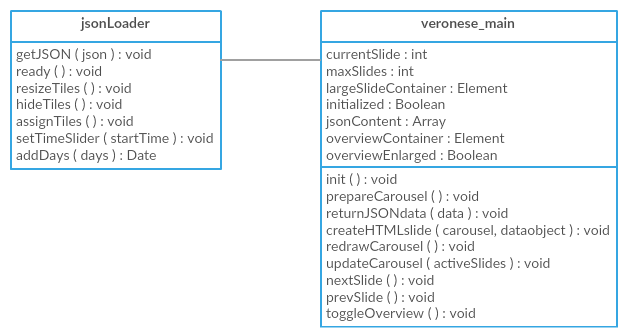 jsonLoader
getJSON ( json ) : void
ready ( ) : void
resizeTiles ( ) : void
hideTiles ( ) : void
assignTiles ( ) : void
setTimeSlider ( startTime ) : void
addDays ( days ) : Date
veronese_main
currentSlide : int
maxSlides : int
largeSlideContainer : Element
initialized : Boolean
jsonContent : Array
overviewContainer : Element
overviewEnlarged : Boolean
init ( ) : void
prepareCarousel ( ) : void
returnJSONdata ( data ) : void
createHTMLslide ( carousel, dataobject ) : void
redrawCarousel ( ) : void
updateCarousel ( activeSlides ) : void
nextSlide ( ) : void
prevSlide ( ) : void
toggleOverview ( ) : void